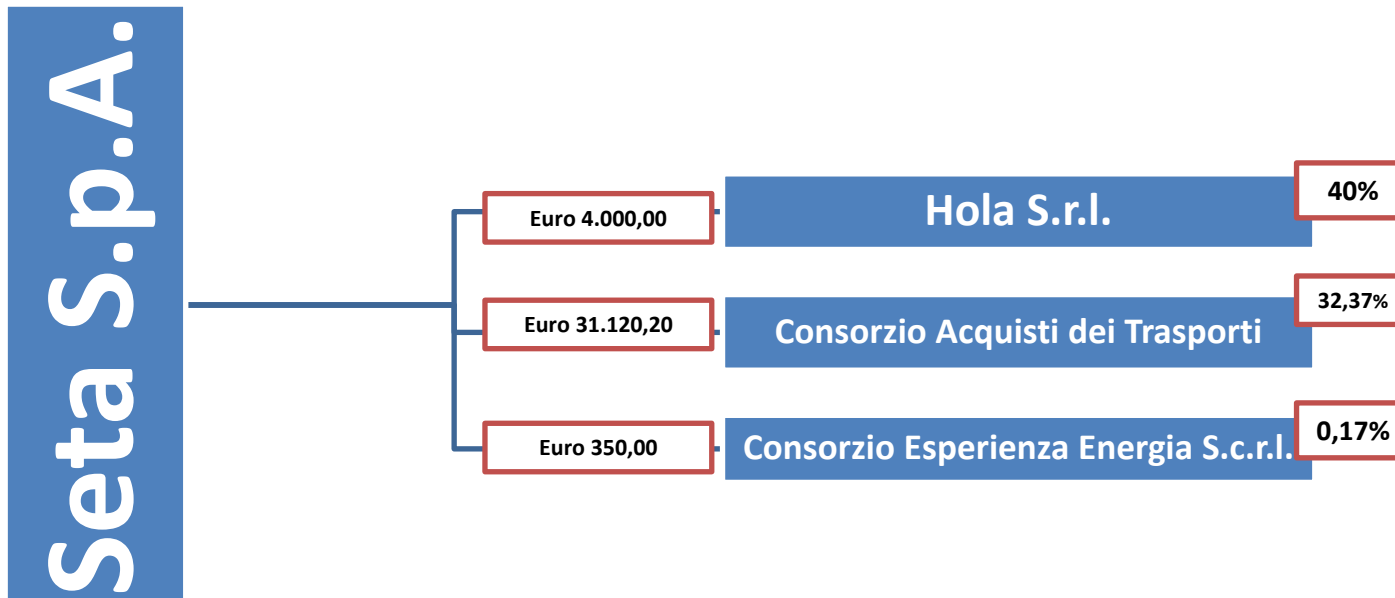 Seta S.p.A.
Euro 4.000,00
Hola S.r.l.
40%
Euro 31.120,20
Consorzio Acquisti dei Trasporti
32,37%
Euro 350,00
Consorzio Esperienza Energia S.c.r.l.
0,17%